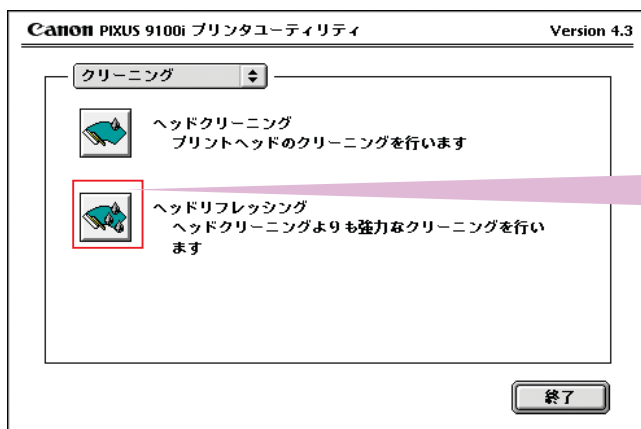 Canon PIXUS 9100i プリンタユーティリティ Version 4.3
クリーニング
ヘッドクリーニング
プリントヘッドのクリーニングを行います
ヘッドリフレッシング
ヘッドクリーニングよりも強力なクリーニングを行い
ます
終了